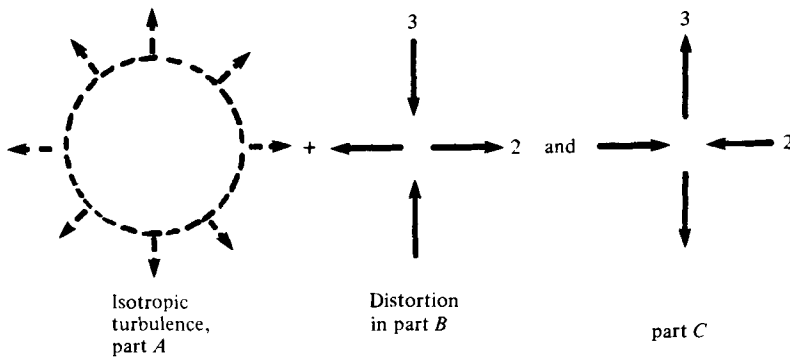 3
3
+
2
and
2
Isotropic
turbulence,
part A
Distortion
in part B
part C